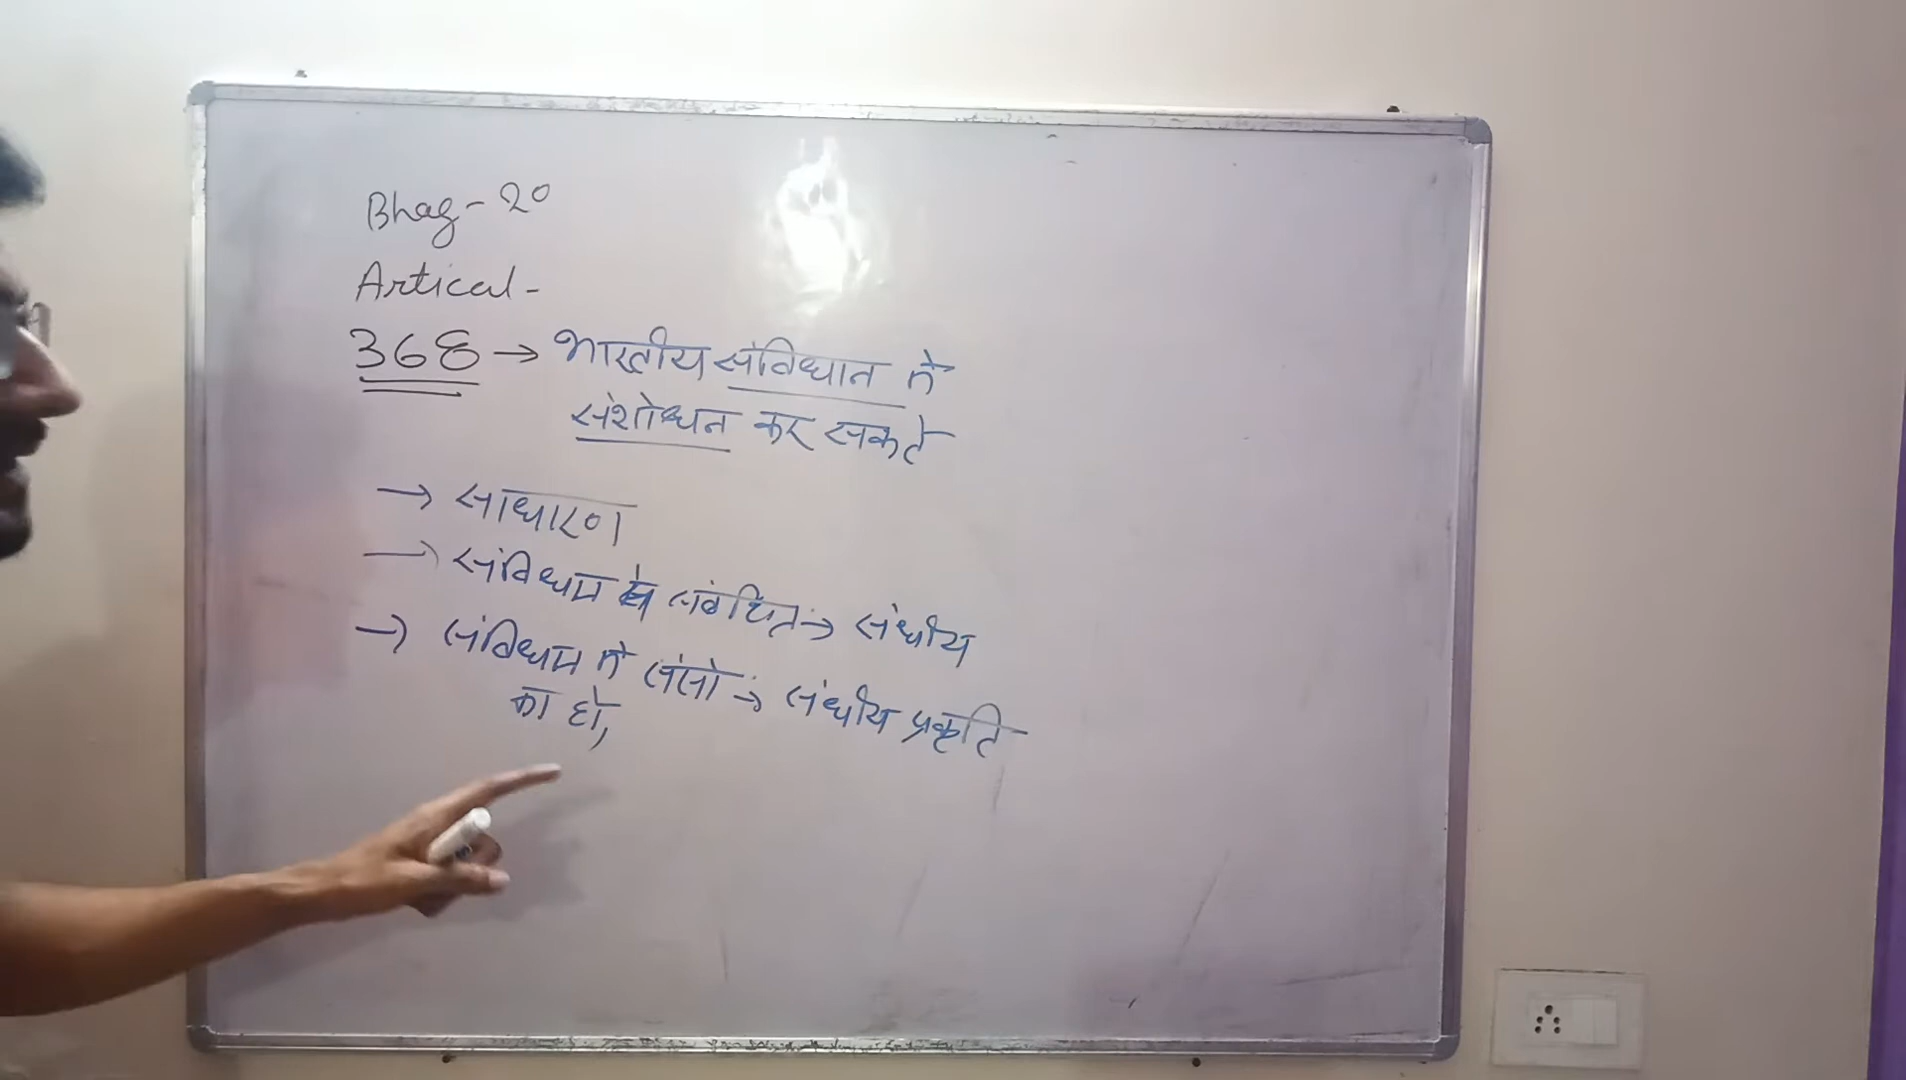 Bhag - 20
Artical -
368 → भारतीय संविधान में
संशोधन कर सकते
→ साधारण
→ संविधान से संबंधित → संघीय
→ संविधान में संसो → संघीय प्रकृति
का हो,